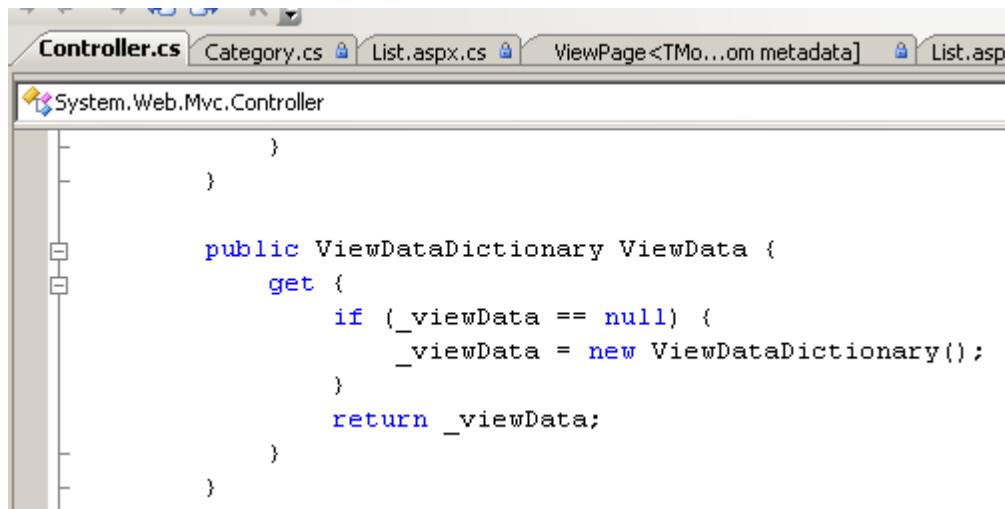 Controller.cs Category.cs List.aspx.cs ViewPage<TMo...om metadata] List.asp
System.Web.Mvc.Controller
}
}
public ViewDataDictionary ViewData {
get {
if (_viewData == null) {
_viewData = new ViewDataDictionary();
}
return _viewData;
}
}